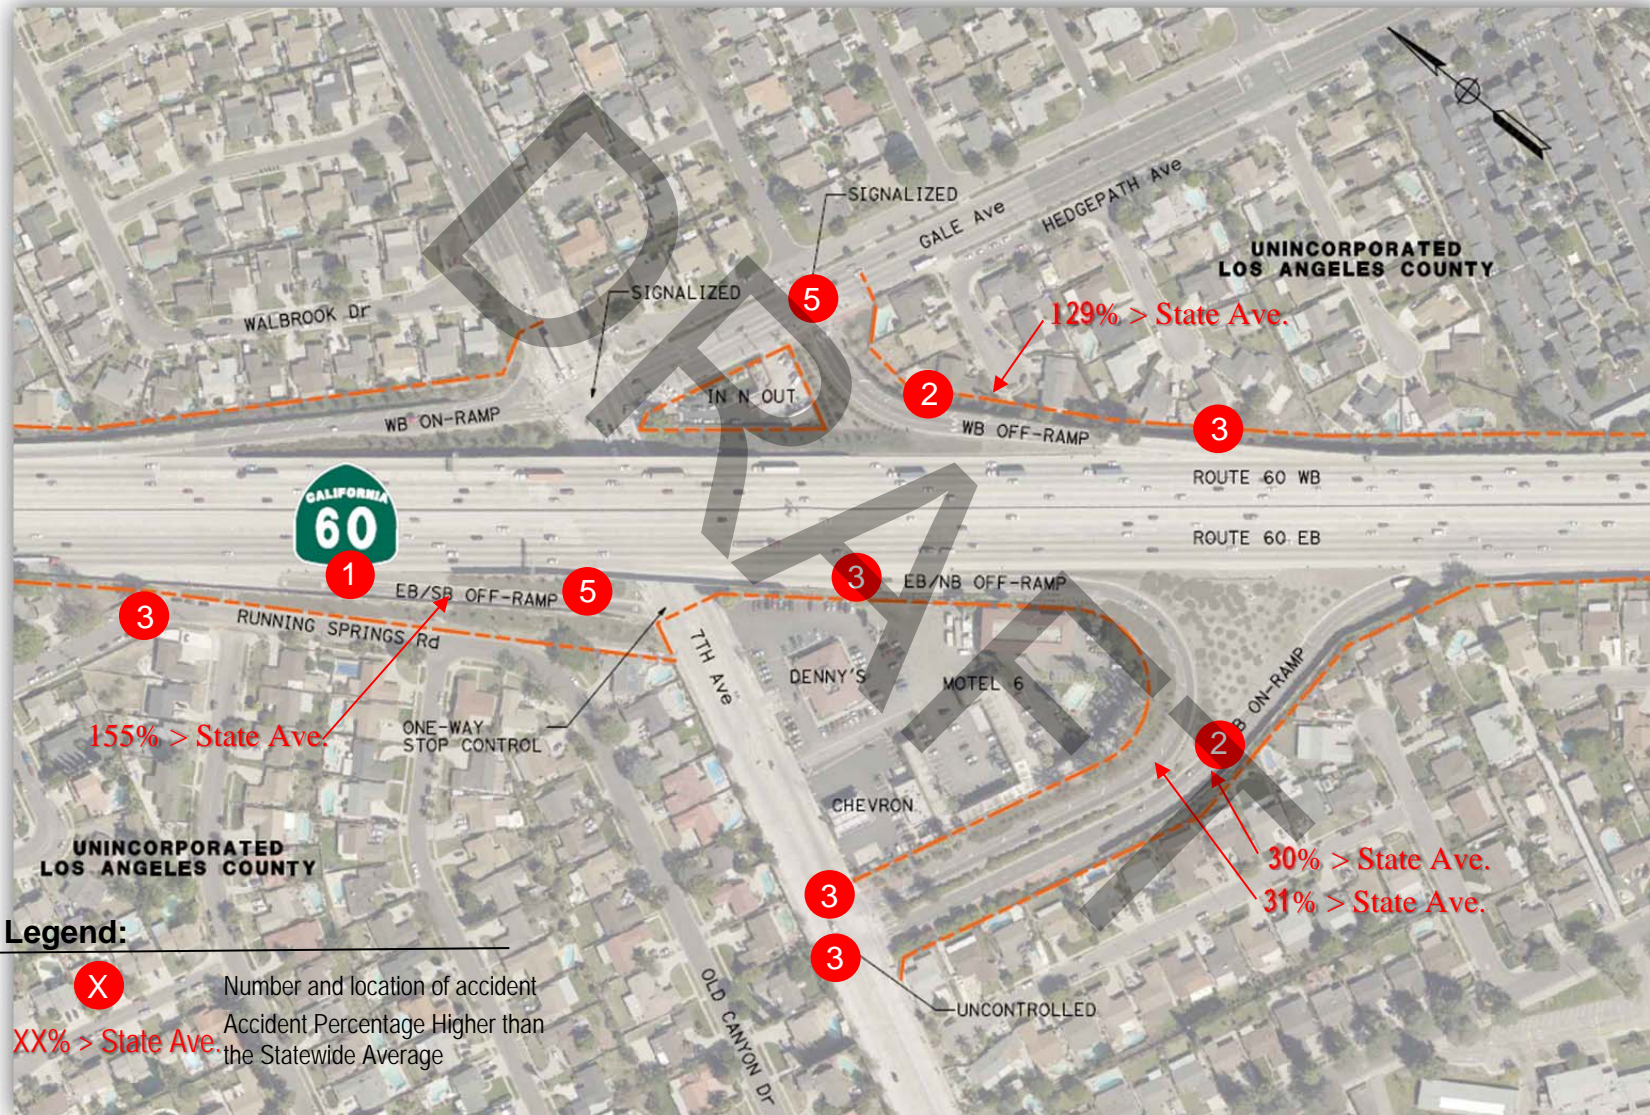 SIGNALIZED
GALE Ave
HEDGEPATH Ave
UNINCORPORATED
LOS ANGELES COUNTY
SIGNALIZED
5
WALBROOK Dr
129% > State Ave.
IN N OUT
2
WB ON-RAMP
WB OFF-RAMP
3
ROUTE 60 WB
CALIFORNIA
60
ROUTE 60 EB
1
EB/SB OFF-RAMP
5
3
EB/NB OFF-RAMP
3
RUNNING SPRINGS Rd
7TH Ave
DENNY'S
MOTEL 6
B ON-RAMP
155% > State Ave.
ONE-WAY
STOP CONTROL
2
CHEVRON
UNINCORPORATED
LOS ANGELES COUNTY
30% > State Ave.
31% > State Ave.
3
3
UNCONTROLLED
OLD CANYON Dr
Legend:
X
Number and location of accident
XX% > State Ave.
Accident Percentage Higher than
the Statewide Average
DRAFT